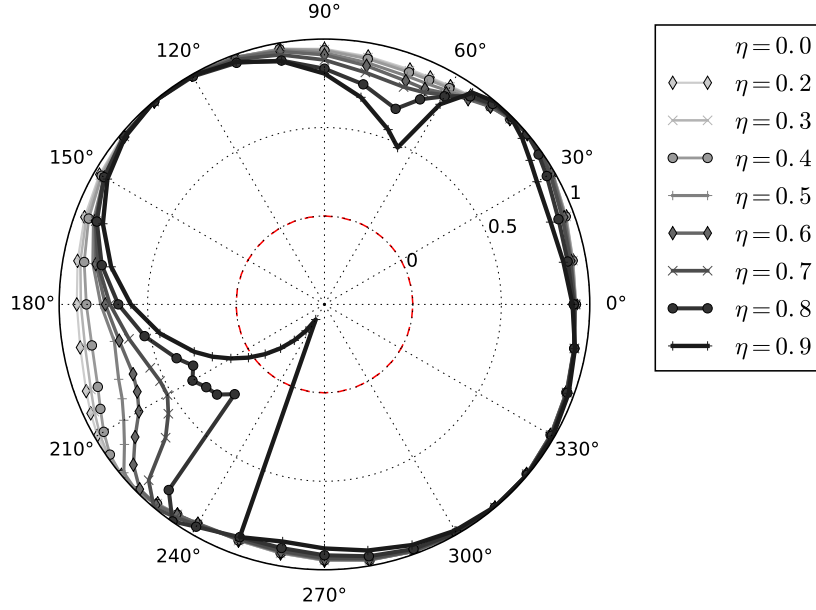 90°
120°
60°
η = 0.0
η = 0.2
η = 0.3
150°
30°
η = 0.4
1
η = 0.5
0.5
η = 0.6
0
η = 0.7
180°
0°
η = 0.8
η = 0.9
210°
330°
240°
300°
270°